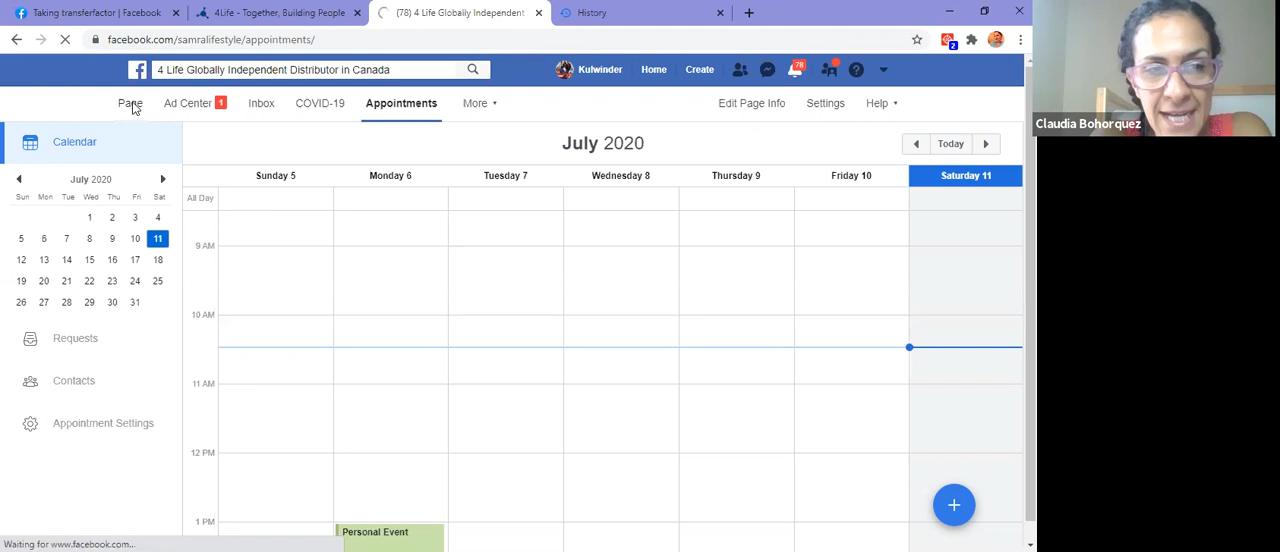 Taking transferfactor | Facebook
4Life - Together, Building People
(78) 4 Life Globally Independent
History
facebook.com/samralifestyle/appointments/
2
4 Life Globally Independent Distributor in Canada
Kulwinder
Home
Create
78
Page
Ad Center 1
Inbox
COVID-19
Appointments
More
Edit Page Info
Settings
Help
Claudia Bohorquez
Calendar
July 2020
Today
July 2020
Sun Mon Tue Wed Thu Fri Sat
1 2 3 4
5 6 7 8 9 10 11
12 13 14 15 16 17 18
19 20 21 22 23 24 25
26 27 28 29 30 31
Requests
Contacts
Appointment Settings
Sunday 5 Monday 6 Tuesday 7 Wednesday 8 Thursday 9 Friday 10 Saturday 11
All Day
9 AM
10 AM
11 AM
12 PM
1 PM
Personal Event
Waiting for www.facebook.com...